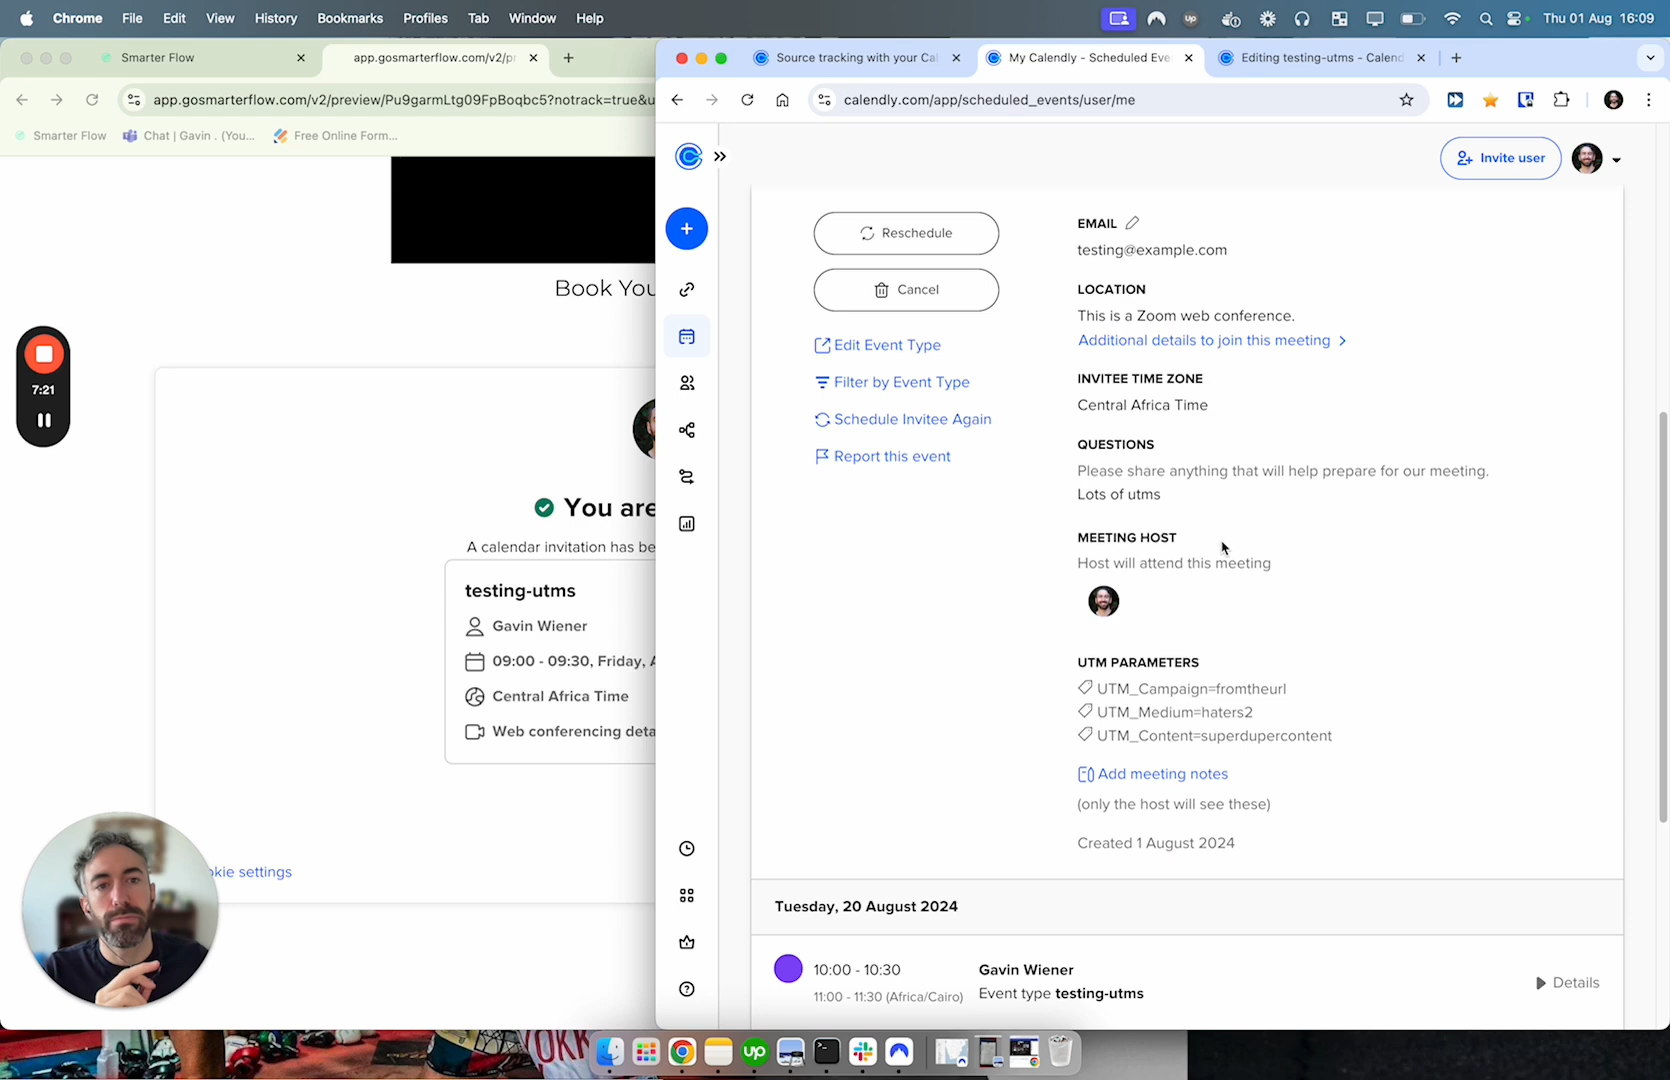 Chrome File Edit View History Bookmarks Profiles Tab Window Help
Thu 01 Aug 16:09
Smarter Flow
app.gosmarterflow.com/v2/pr
app.gosmarterflow.com/v2/preview/Pu9garmLtg09FpBoqbc5?notrack=true&u
Smarter Flow
Chat | Gavin . (You...
Free Online Form...
Book You
7:21
You are
A calendar invitation has be
testing-utms
Gavin Wiener
09:00 - 09:30, Friday, A
Central Africa Time
Web conferencing deta
okie settings
Source tracking with your Cal
My Calendly - Scheduled Eve
Editing testing-utms - Calend
calendly.com/app/scheduled_events/user/me
Invite user
Reschedule
Cancel
Edit Event Type
Filter by Event Type
Schedule Invitee Again
Report this event
EMAIL
testing@example.com
LOCATION
This is a Zoom web conference.
Additional details to join this meeting
INVITEE TIME ZONE
Central Africa Time
QUESTIONS
Please share anything that will help prepare for our meeting.
Lots of utms
MEETING HOST
Host will attend this meeting
UTM PARAMETERS
UTM_Campaign=fromtheurl
UTM_Medium=haters2
UTM_Content=superdupercontent
Add meeting notes
(only the host will see these)
Created 1 August 2024
Tuesday, 20 August 2024
10:00 - 10:30
11:00 - 11:30 (Africa/Cairo)
Gavin Wiener
Event type testing-utms
Details
up
up